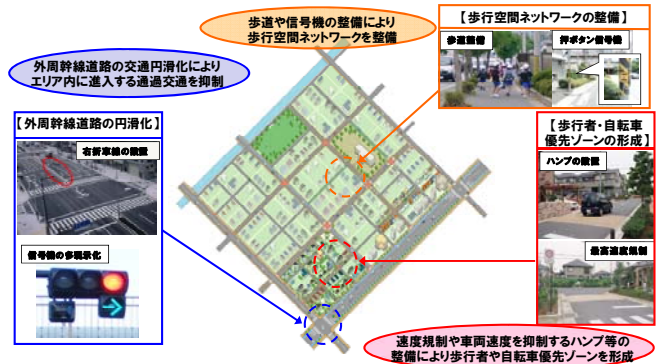 歩道や信号機の整備により
歩行空間ネットワークを整備
【歩行空間ネットワークの整備】
歩道整備
押ボタン信号機
外周幹線道路の交通円滑化により
エリア内に進入する通過交通を抑制
【外周幹線道路の円滑化】
右折車線の設置
信号機の多現示化
【歩行者・自転車
優先ゾーンの形成】
ハンプの設置
最高速度規制
速度規制や車両速度を抑制するハンプ等の
整備により歩行者や自転車優先ゾーンを形成